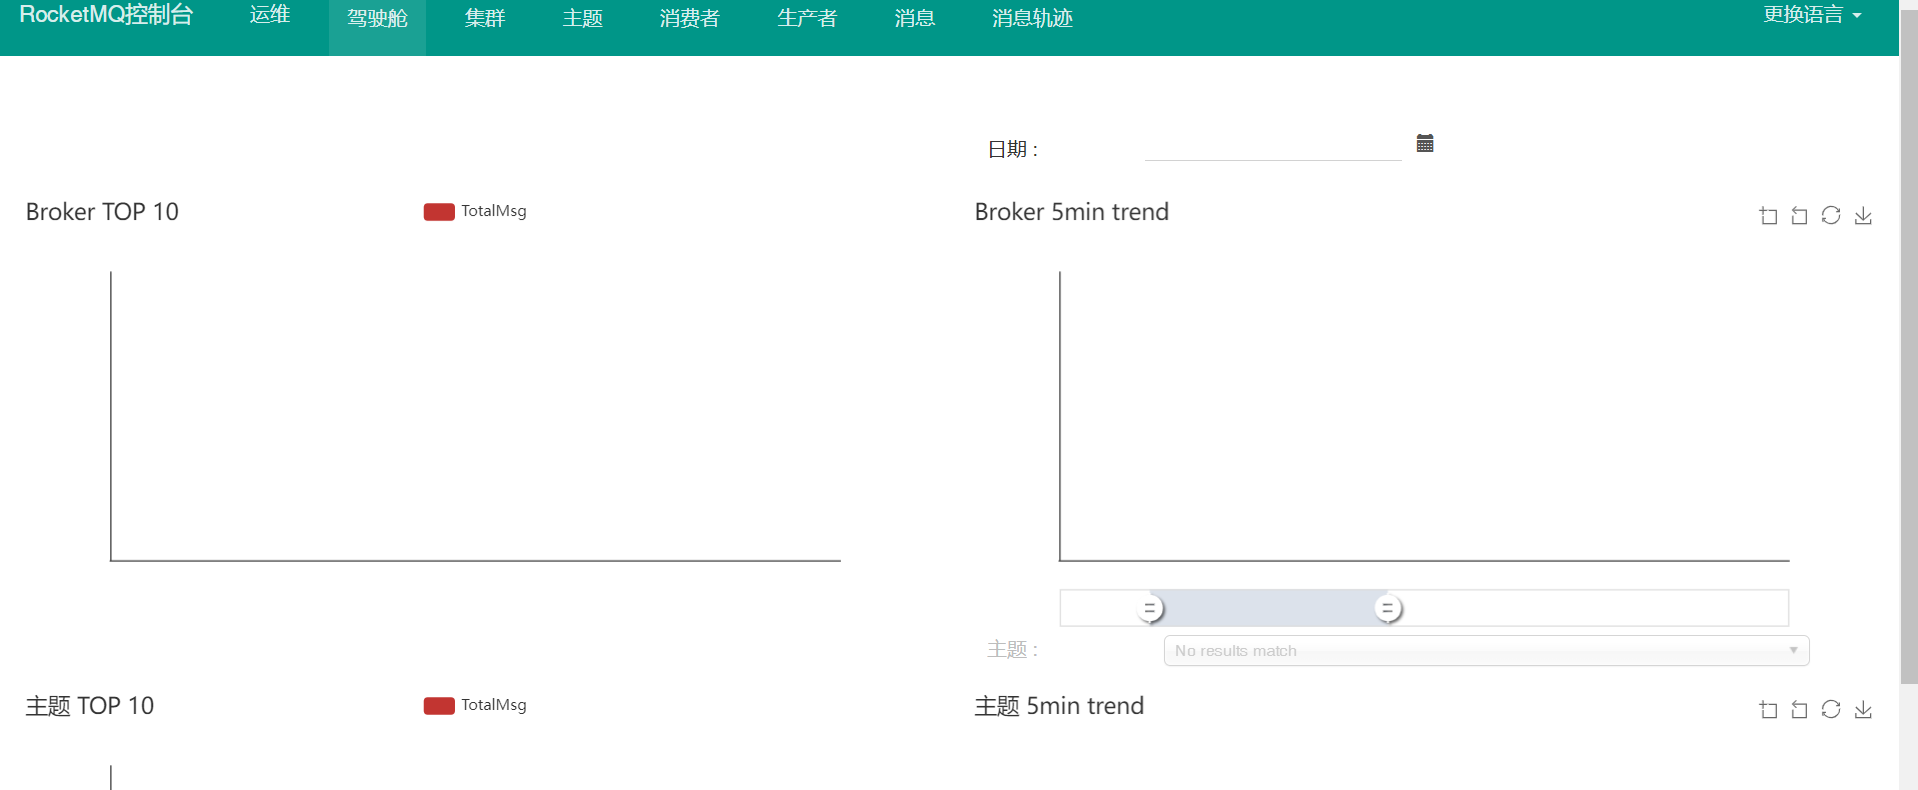 RocketMQ控制台 运维 驾驶舱 集群 主题 消费者 生产者 消息 消息轨迹 更换语言
日期 :
Broker TOP 10 TotalMsg Broker 5min trend
主题 : No results match
主题 TOP 10 TotalMsg 主题 5min trend